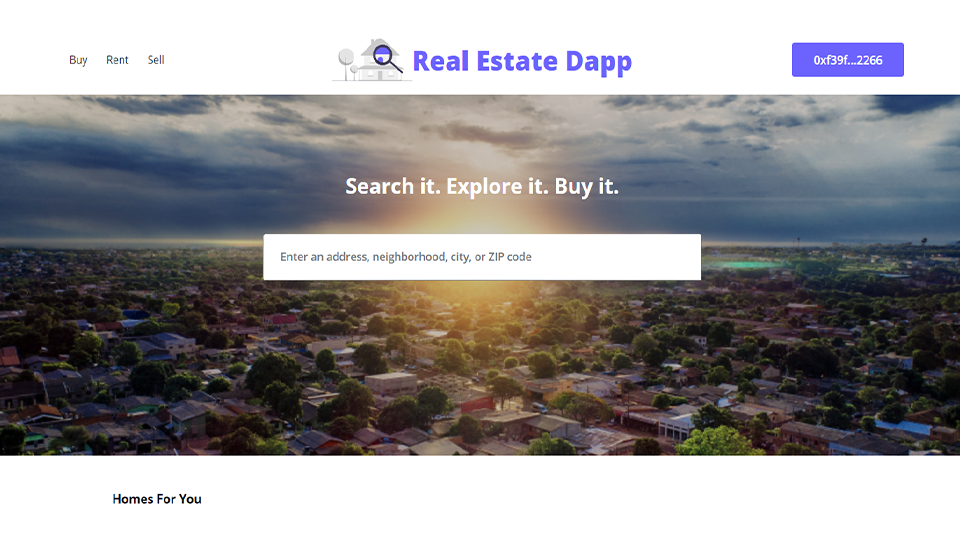 Buy Rent Sell
Real Estate Dapp
0xf39f...2266
Search it. Explore it. Buy it.
Enter an address, neighborhood, city, or ZIP code
Homes For You